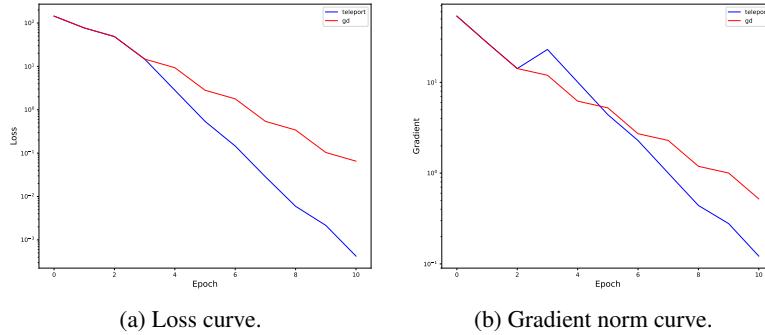 teleport
gd
10²
10¹
10⁰
10⁻¹
10⁻²
10⁻³
Loss
0 2 4 6 8 10
Epoch
(a) Loss curve.
teleport
gd
10¹
10⁰
10⁻¹
Gradient
0 2 4 6 8 10
Epoch
(b) Gradient norm curve.